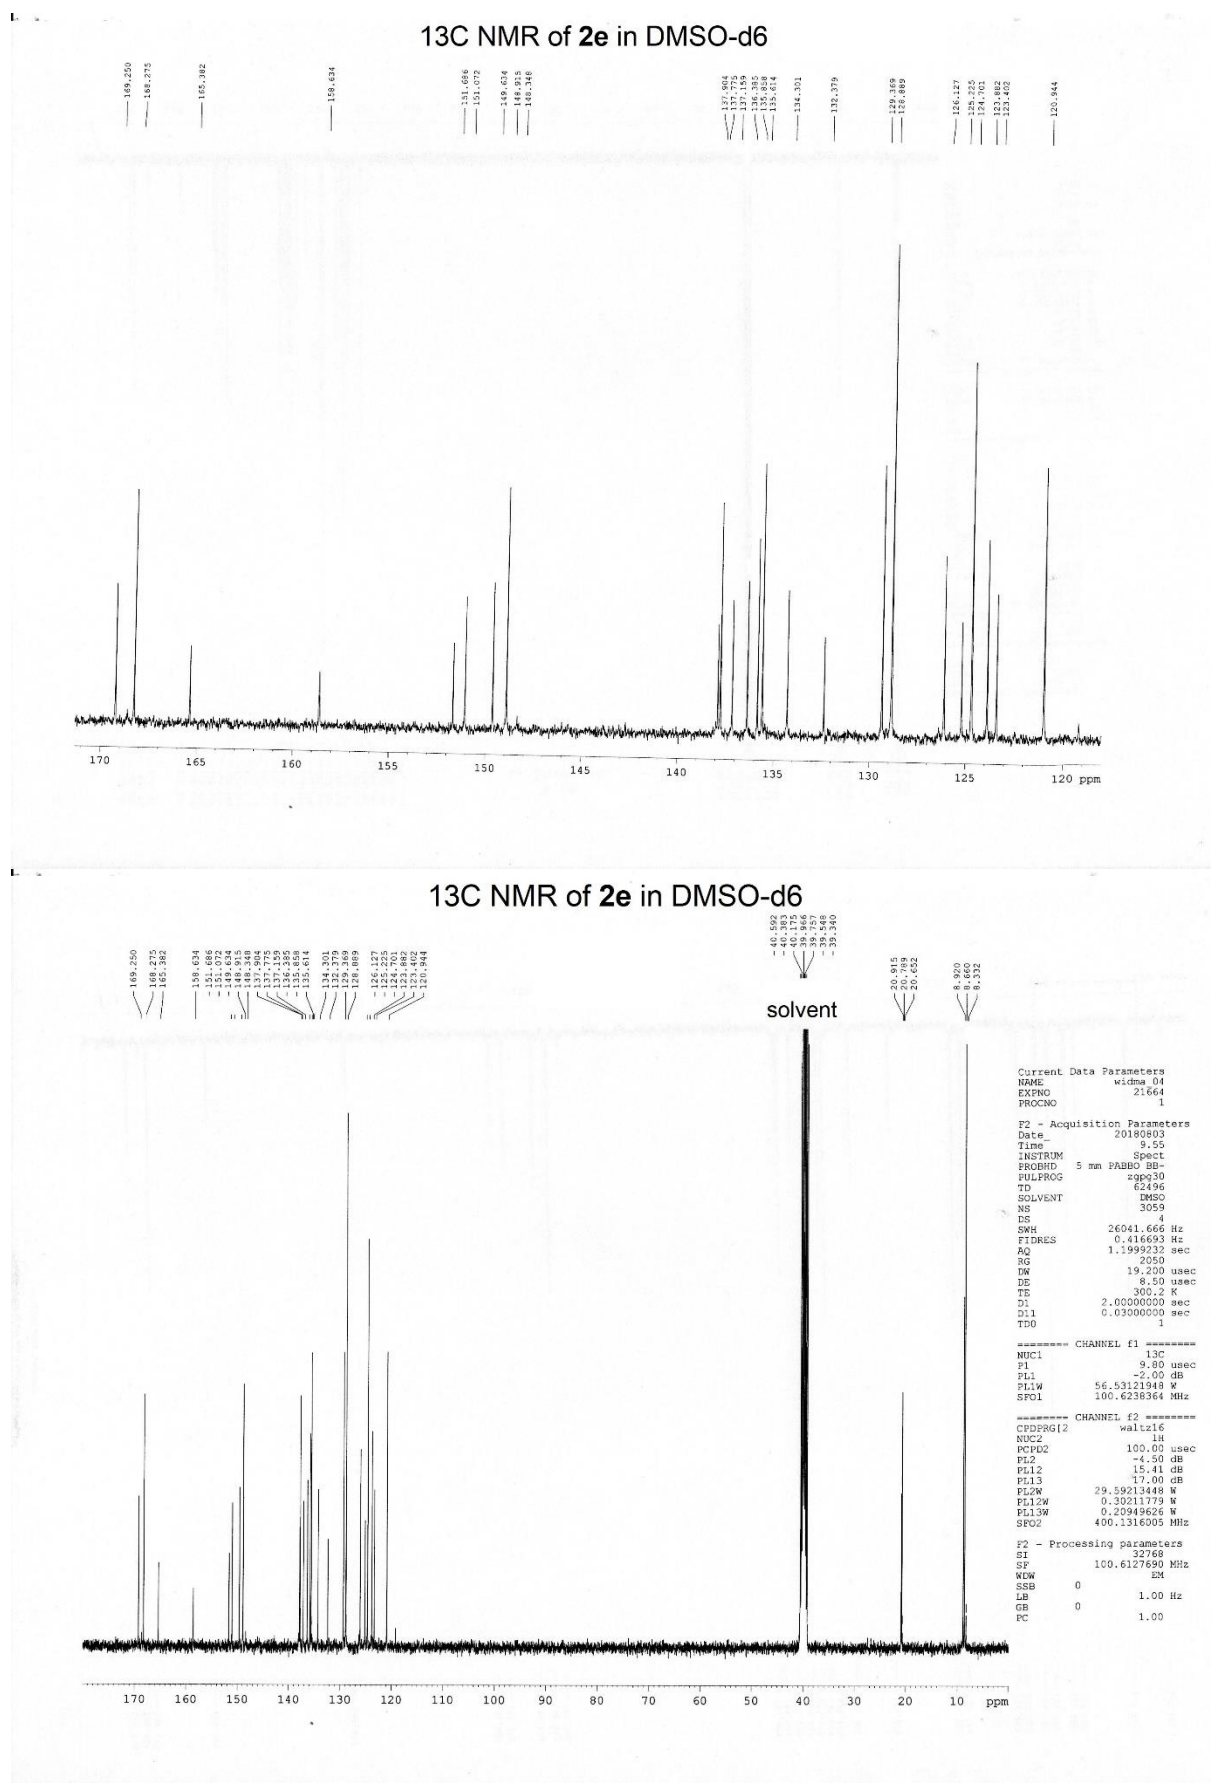 13C NMR of 2e in DMSO-d6
169.250
168.275
165.382
158.634
151.686
151.072
149.634
148.915
148.348
137.904
137.775
137.159
136.385
135.858
135.614
134.301
132.379
129.369
128.889
126.127
125.225
124.701
123.882
123.402
120.944
170 165 160 155 150 145 140 135 130 125 120 ppm
13C NMR of 2e in DMSO-d6
169.250
168.275
165.382
158.634
151.686
151.072
149.634
148.915
148.348
137.904
137.775
137.159
136.385
135.858
135.614
134.301
132.379
129.369
128.889
126.127
125.225
124.701
123.882
123.402
120.944
40.592
40.383
40.175
39.966
39.757
39.548
39.340
20.915
20.789
20.652
8.920
8.660
8.332
solvent
Current Data Parameters
NAME widma_04
EXPNO 21664
PROCNO 1
F2 - Acquisition Parameters
Date_ 20180803
Time 9.55
INSTRUM Spect
PROBHD 5 mm PABBO BB-
PULPROG zgpg30
TD 62496
SOLVENT DMSO
NS 3059
DS 4
SWH 26041.666 Hz
FIDRES 0.416693 Hz
AQ 1.1999232 sec
RG 2050
DW 19.200 usec
DE 8.50 usec
TE 300.2 K
D1 2.00000000 sec
D11 0.03000000 sec
TD0 1
======== CHANNEL f1 ========
NUC1 13C
P1 9.80 usec
PL1 -2.00 dB
PL1W 56.53121948 W
SFO1 100.6238364 MHz
======== CHANNEL f2 ========
CPDPRG[2 waltz16
NUC2 1H
PCPD2 100.00 usec
PL2 -4.50 dB
PL12 15.41 dB
PL13 17.00 dB
PL2W 29.59213448 W
PL12W 0.30211779 W
PL13W 0.20949626 W
SFO2 400.1316005 MHz
F2 - Processing parameters
SI 32768
SF 100.6127690 MHz
WDW EM
SSB 0
LB 1.00 Hz
GB 0
PC 1.00
170 160 150 140 130 120 110 100 90 80 70 60 50 40 30 20 10 ppm